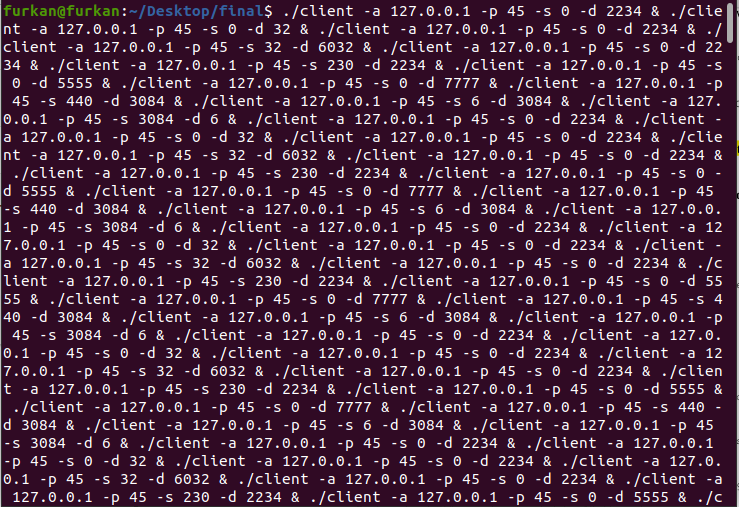 furkan@furkan:~/Desktop/final$ ./client -a 127.0.0.1 -p 45 -s 0 -d 2234 & ./clie
nt -a 127.0.0.1 -p 45 -s 0 -d 32 & ./client -a 127.0.0.1 -p 45 -s 0 -d 2234 & ./
client -a 127.0.0.1 -p 45 -s 32 -d 6032 & ./client -a 127.0.0.1 -p 45 -s 0 -d 22
34 & ./client -a 127.0.0.1 -p 45 -s 230 -d 2234 & ./client -a 127.0.0.1 -p 45 -s
 0 -d 5555 & ./client -a 127.0.0.1 -p 45 -s 0 -d 7777 & ./client -a 127.0.0.1 -p
 45 -s 440 -d 3084 & ./client -a 127.0.0.1 -p 45 -s 6 -d 3084 & ./client -a 127.
0.0.1 -p 45 -s 3084 -d 6 & ./client -a 127.0.0.1 -p 45 -s 0 -d 2234 & ./client -
a 127.0.0.1 -p 45 -s 0 -d 32 & ./client -a 127.0.0.1 -p 45 -s 0 -d 2234 & ./clie
nt -a 127.0.0.1 -p 45 -s 32 -d 6032 & ./client -a 127.0.0.1 -p 45 -s 0 -d 2234 &
 ./client -a 127.0.0.1 -p 45 -s 230 -d 2234 & ./client -a 127.0.0.1 -p 45 -s 0 -
d 5555 & ./client -a 127.0.0.1 -p 45 -s 0 -d 7777 & ./client -a 127.0.0.1 -p 45
-s 440 -d 3084 & ./client -a 127.0.0.1 -p 45 -s 6 -d 3084 & ./client -a 127.0.0.
1 -p 45 -s 3084 -d 6 & ./client -a 127.0.0.1 -p 45 -s 0 -d 2234 & ./client -a 12
7.0.0.1 -p 45 -s 0 -d 32 & ./client -a 127.0.0.1 -p 45 -s 0 -d 2234 & ./client -
a 127.0.0.1 -p 45 -s 32 -d 6032 & ./client -a 127.0.0.1 -p 45 -s 0 -d 2234 & ./c
lient -a 127.0.0.1 -p 45 -s 230 -d 2234 & ./client -a 127.0.0.1 -p 45 -s 0 -d 55
55 & ./client -a 127.0.0.1 -p 45 -s 0 -d 7777 & ./client -a 127.0.0.1 -p 45 -s 4
40 -d 3084 & ./client -a 127.0.0.1 -p 45 -s 6 -d 3084 & ./client -a 127.0.0.1 -p
 45 -s 3084 -d 6 & ./client -a 127.0.0.1 -p 45 -s 0 -d 2234 & ./client -a 127.0.
0.1 -p 45 -s 0 -d 32 & ./client -a 127.0.0.1 -p 45 -s 0 -d 2234 & ./client -a 12
7.0.0.1 -p 45 -s 32 -d 6032 & ./client -a 127.0.0.1 -p 45 -s 0 -d 2234 & ./clien
t -a 127.0.0.1 -p 45 -s 230 -d 2234 & ./client -a 127.0.0.1 -p 45 -s 0 -d 5555 &
 ./client -a 127.0.0.1 -p 45 -s 0 -d 7777 & ./client -a 127.0.0.1 -p 45 -s 440 -
d 3084 & ./client -a 127.0.0.1 -p 45 -s 6 -d 3084 & ./client -a 127.0.0.1 -p 45
-s 3084 -d 6 & ./client -a 127.0.0.1 -p 45 -s 0 -d 2234 & ./client -a 127.0.0.1
-p 45 -s 0 -d 32 & ./client -a 127.0.0.1 -p 45 -s 0 -d 2234 & ./client -a 127.0.
0.1 -p 45 -s 32 -d 6032 & ./client -a 127.0.0.1 -p 45 -s 0 -d 2234 & ./client -a
 127.0.0.1 -p 45 -s 230 -d 2234 & ./client -a 127.0.0.1 -p 45 -s 0 -d 5555 & ./c